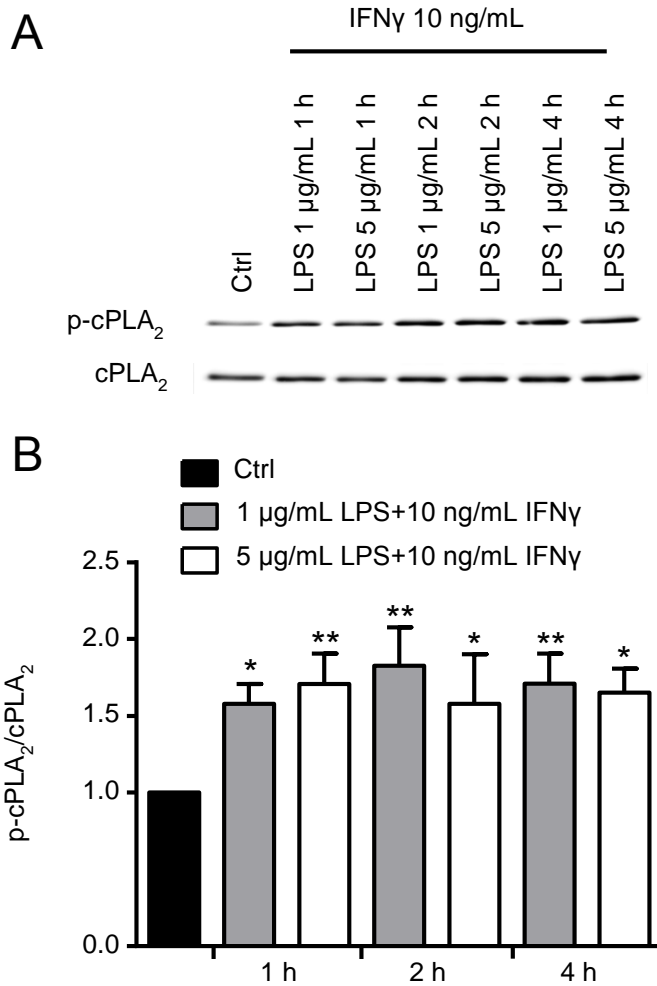 A
IFNγ 10 ng/mL
Ctrl
LPS 1 µg/mL 1 h
LPS 5 µg/mL 1 h
LPS 1 µg/mL 2 h
LPS 5 µg/mL 2 h
LPS 1 µg/mL 4 h
LPS 5 µg/mL 4 h
p-cPLA₂
cPLA₂
B
Ctrl
1 µg/mL LPS+10 ng/mL IFNγ
5 µg/mL LPS+10 ng/mL IFNγ
p-cPLA₂/cPLA₂
2.5
2.0
1.5
1.0
0.0
* ** ** * ** *
1 h 2 h 4 h